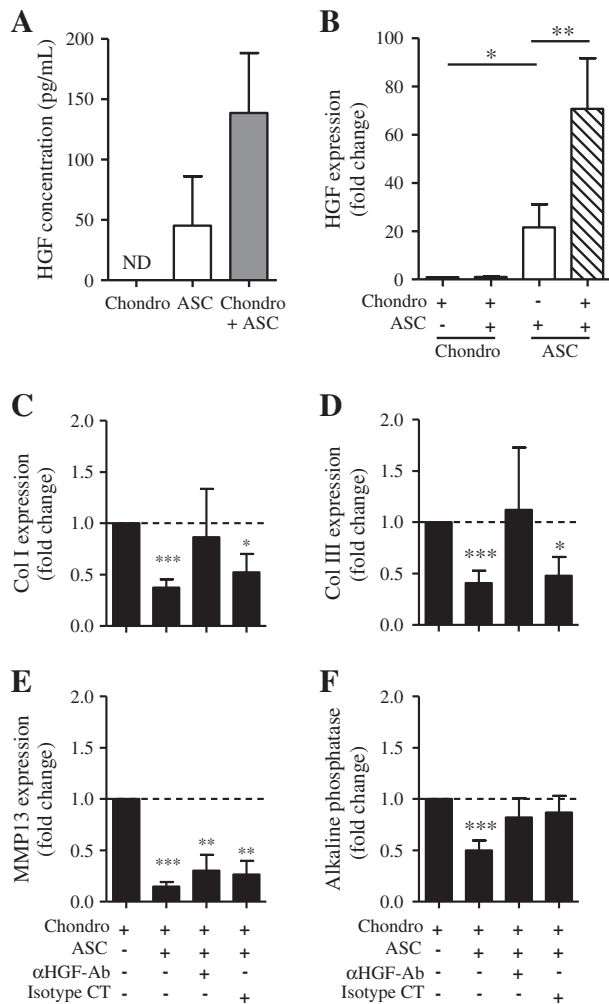 A
HGF concentration (pg/mL)
200
150
100
50
0
ND
Chondro
ASC
Chondro
+ ASC
B
HGF expression
(fold change)
100
80
60
40
20
0
*
**
Chondro + + - +
ASC - + + +
Chondro ASC
C
Col I expression
(fold change)
2.0
1.5
1.0
0.5
0.0
***
*
D
Col III expression
(fold change)
2.0
1.5
1.0
0.5
0.0
***
*
E
MMP13 expression
(fold change)
2.0
1.5
1.0
0.5
0.0
***
**
**
Chondro + + + +
ASC - + + +
αHGF-Ab - - + -
Isotype CT - - - +
F
Alkaline phosphatase
(fold change)
2.0
1.5
1.0
0.5
0.0
***
Chondro + + + +
ASC - + + +
αHGF-Ab - - + -
Isotype CT - - - +